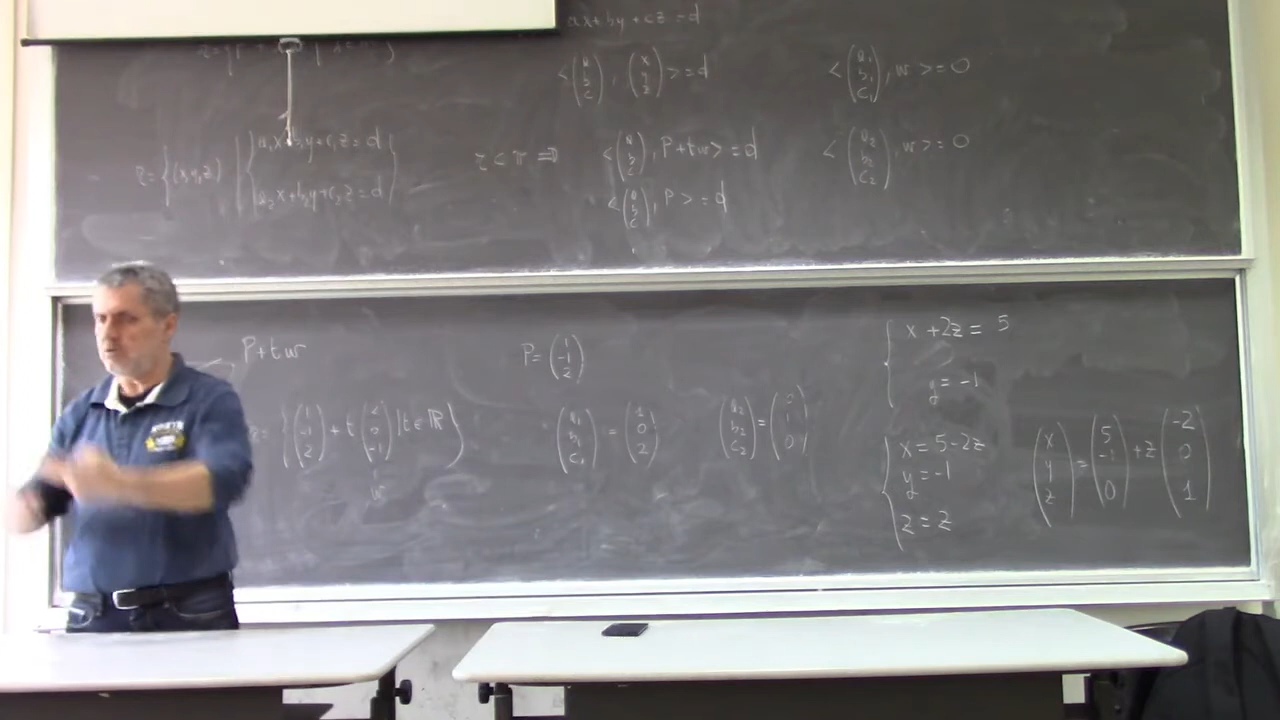 ax+by+cz=d
<(a b c), (x y z)>=d
<(a₁ b₁ c₁), w>=0
r={(x,y,z) | {a₁x+b₁y+c₁z=d
a₂x+b₂y+c₂z=d}
r⊂π ⇒ <(a b c), P+tw>=d
<(a₂ b₂ c₂), w>=0
<(a b c), P>=d
P+tw
P=(1 -1 2)
{x+2z=5
y=-1
{(1 -1 2)+t(2 0 -1)|t∈ℝ}
w
(a₁ b₁ c₁)=(1 0 2)
(a₂ b₂ c₂)=(0 1 0)
{x=5-2z
y=-1
z=z
(x y z)=(5 -1 0)+z(-2 0 1)